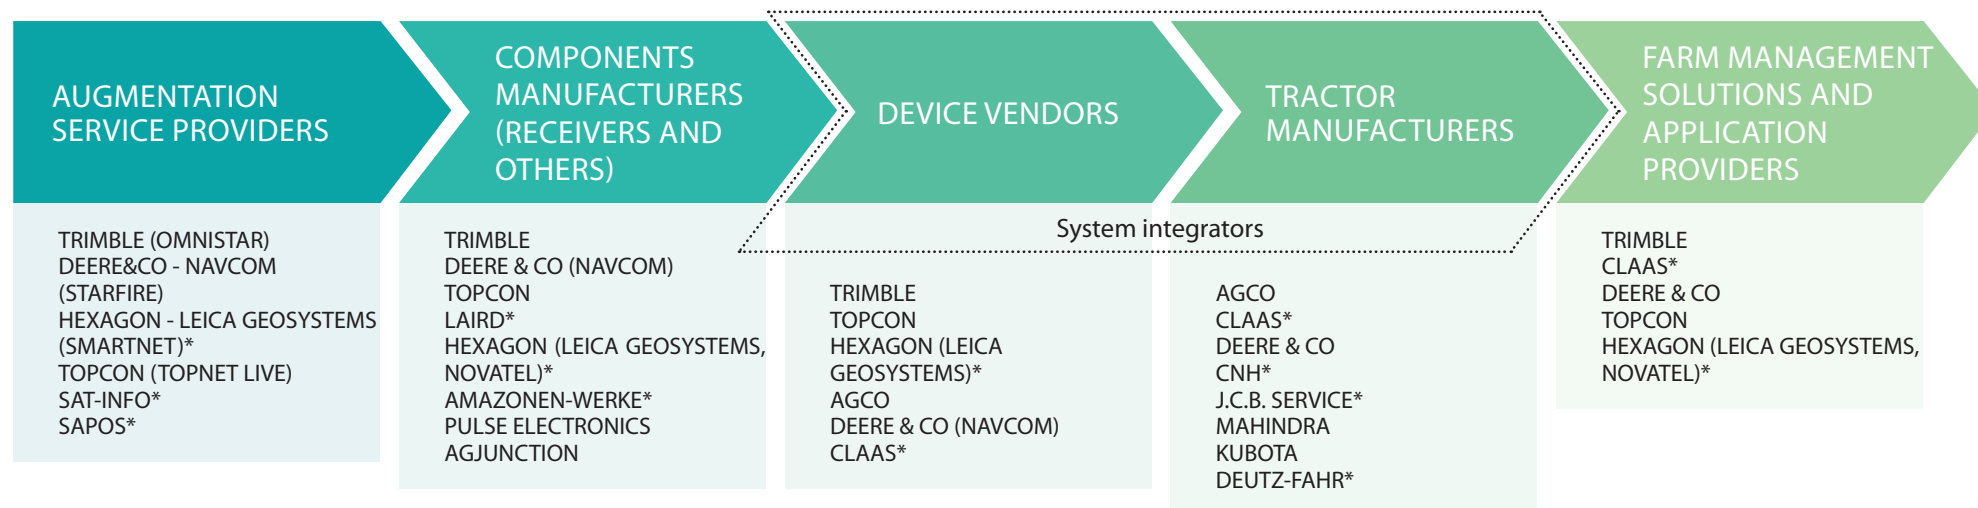 AUGMENTATION
SERVICE PROVIDERS
COMPONENTS
MANUFACTURERS
(RECEIVERS AND
OTHERS)
DEVICE VENDORS
TRACTOR
MANUFACTURERS
FARM MANAGEMENT
SOLUTIONS AND
APPLICATION
PROVIDERS
System integrators
TRIMBLE (OMNISTAR)
DEERE&CO - NAVCOM
(STARFIRE)
HEXAGON - LEICA GEOSYSTEMS
(SMARTNET)*
TOPCON (TOPNET LIVE)
SAT-INFO*
SAPOS*
TRIMBLE
DEERE & CO (NAVCOM)
TOPCON
LAIRD*
HEXAGON (LEICA GEOSYSTEMS,
NOVATEL)*
AMAZONEN-WERKE*
PULSE ELECTRONICS
AGJUNCTION
TRIMBLE
TOPCON
HEXAGON (LEICA
GEOSYSTEMS)*
AGCO
DEERE & CO (NAVCOM)
CLAAS*
AGCO
CLAAS*
DEERE & CO
CNH*
J.C.B. SERVICE*
MAHINDRA
KUBOTA
DEUTZ-FAHR*
TRIMBLE
CLAAS*
DEERE & CO
TOPCON
HEXAGON (LEICA GEOSYSTEMS,
NOVATEL)*